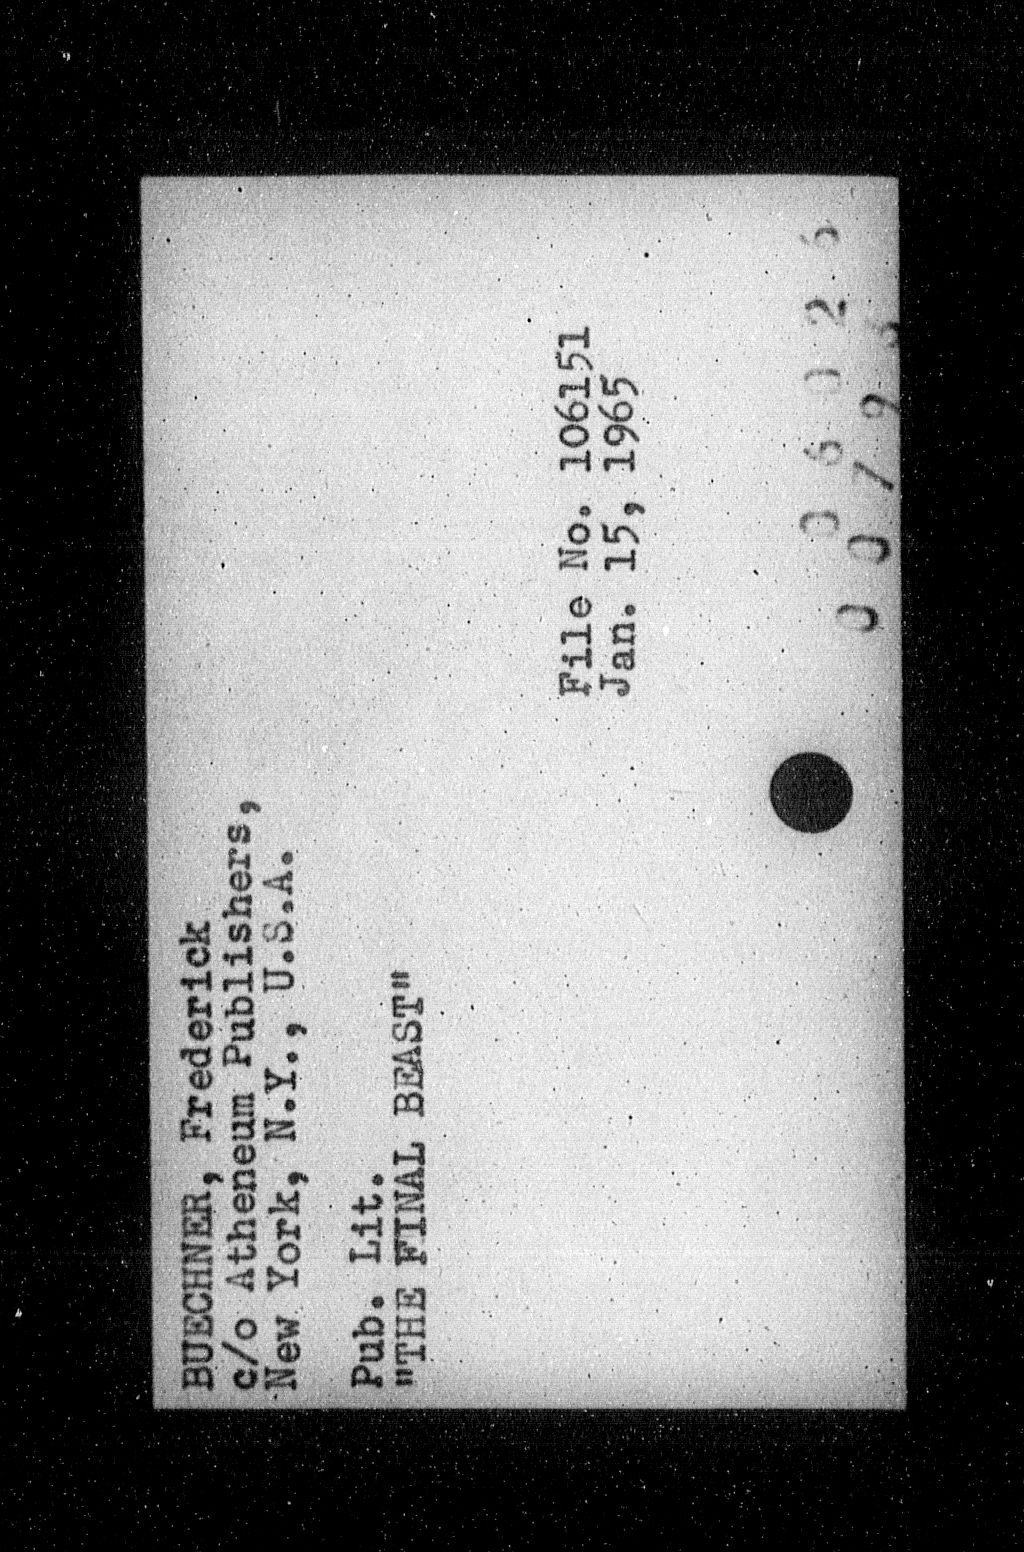 BUECHNER, Frederick
c/o Atheneum Publishers,
New York, N.Y., U.S.A.
Pub. Lit.
"THE FINAL BEAST"
File No. 106151
Jan. 15, 1965